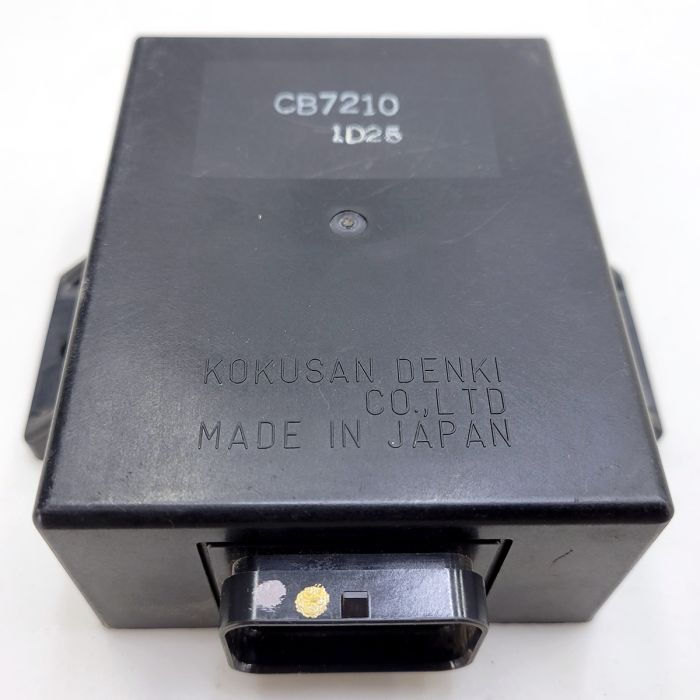 CB7210
1D25
KOKUSAN DENKI
CO.,LTD
MADE IN JAPAN